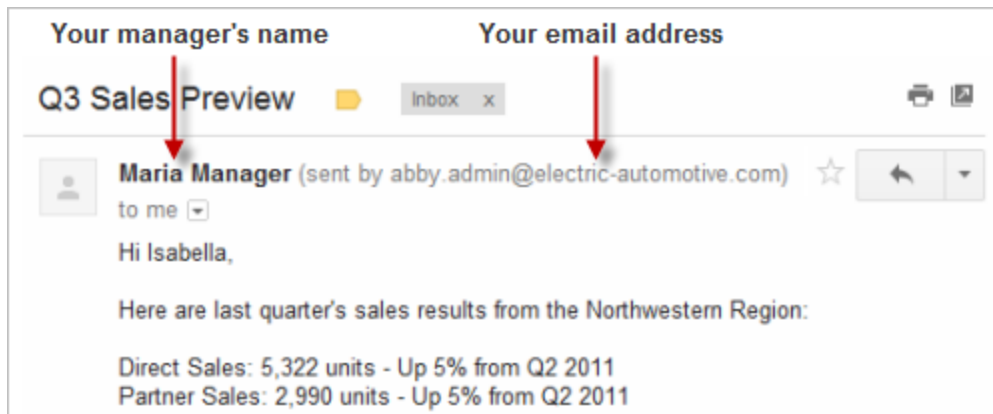 Your manager's name Your email address
Q3 Sales Preview Inbox x
Maria Manager (sent by abby.admin@electric-automotive.com)
to me
Hi Isabella,
Here are last quarter's sales results from the Northwestern Region:
Direct Sales: 5,322 units - Up 5% from Q2 2011
Partner Sales: 2,990 units - Up 5% from Q2 2011